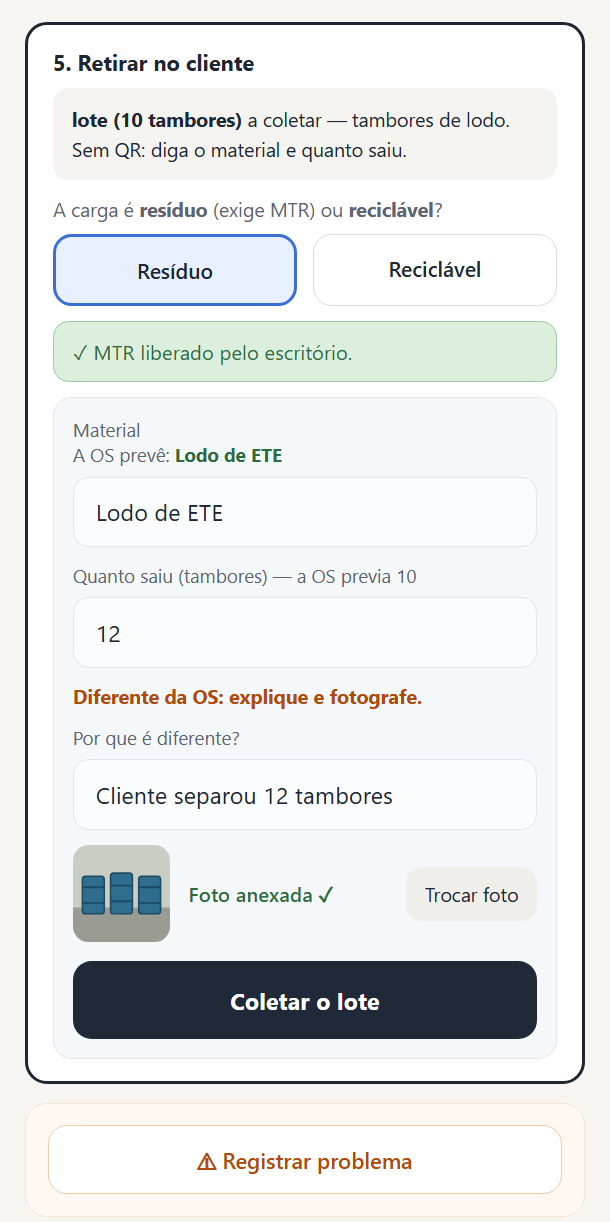 5. Retirar no cliente
lote (10 tambores) a coletar — tambores de lodo.
Sem QR: diga o material e quanto saiu.
A carga é resíduo (exige MTR) ou reciclável?
Resíduo
Reciclável
✓ MTR liberado pelo escritório.
Material
A OS prevê: Lodo de ETE
Lodo de ETE
Quanto saiu (tambores) — a OS previa 10
12
Diferente da OS: explique e fotografe.
Por que é diferente?
Cliente separou 12 tambores
Foto anexada ✓
Trocar foto
Coletar o lote
⚠ Registrar problema